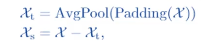 𝒳ₜ = AvgPool(Padding(𝒳))
𝒳ₛ = 𝒳 − 𝒳ₜ,